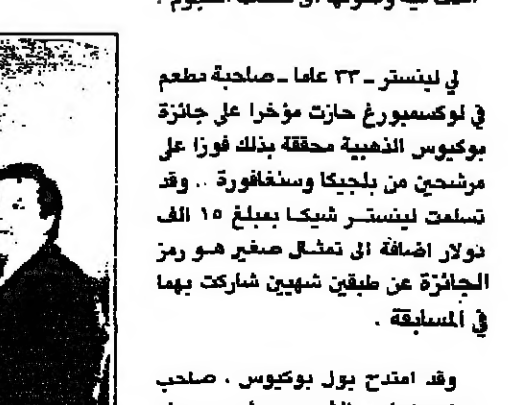 لي لينستر ـ ٣٣ عاما ـ صاحبة مطعم
في لوكسمبورغ حازت مؤخرا على جائزة
بوكيوس الذهبية محققة بذلك فوزا على
مرشحين من بلجيكا وسنغافورة .. وقد
تسلمت لينستر شيكا بمبلغ ١٥ الف
دولار اضافة الى تمثال صغير هو رمز
الجائزة عن طبقين شهيين شاركت بهما
في المسابقة .
وقد امتدح بول بوكيوس ، صاحب